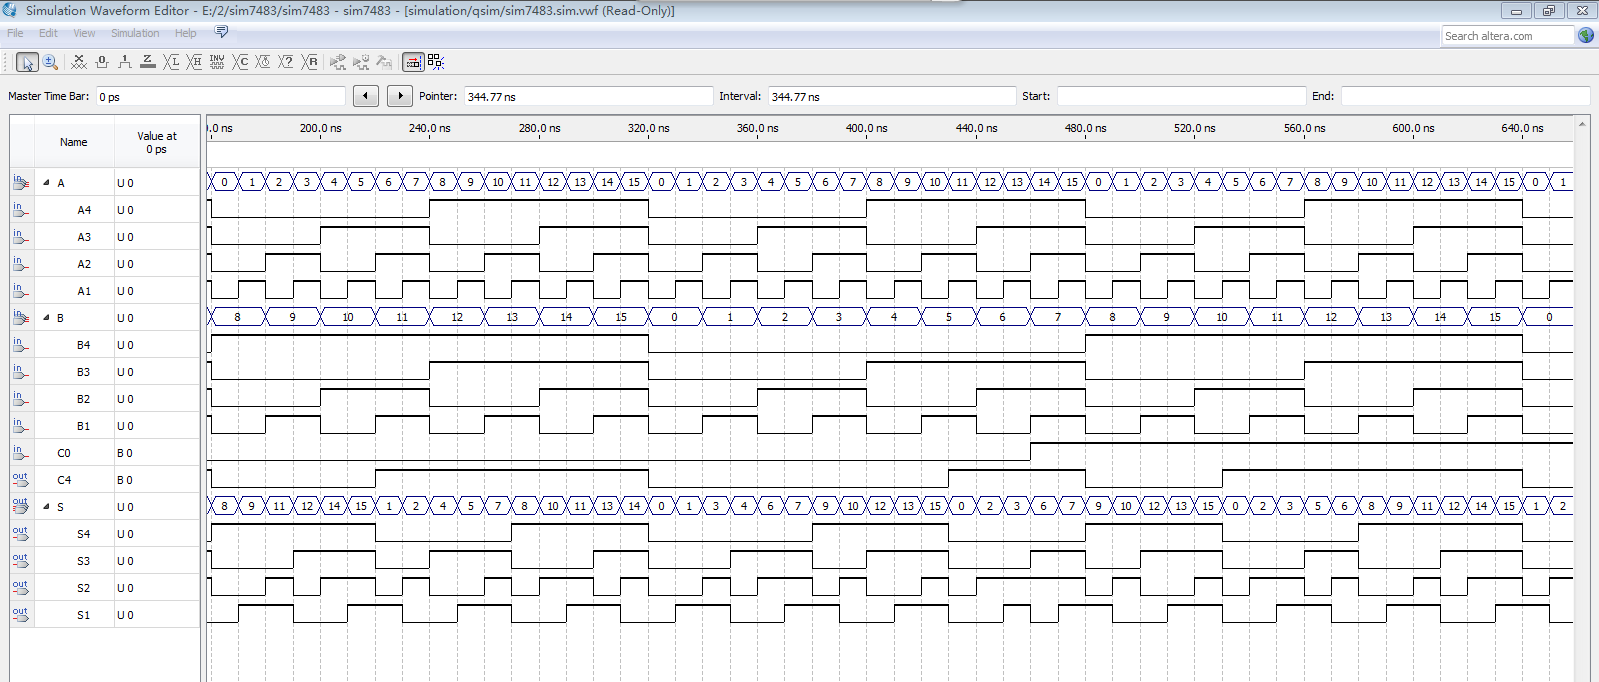 Simulation Waveform Editor - E:/2/sim7483/sim7483 - sim7483 - [simulation/qsim/sim7483.sim.vwf (Read-Only)]
File Edit View Simulation Help
Search altera.com
Master Time Bar: 0 ps Pointer: 344.77 ns Interval: 344.77 ns Start: End:
Name Value at 0 ps .0 ns 200.0 ns 240.0 ns 280.0 ns 320.0 ns 360.0 ns 400.0 ns 440.0 ns 480.0 ns 520.0 ns 560.0 ns 600.0 ns 640.0 ns
in A U 0 0 1 2 3 4 5 6 7 8 9 10 11 12 13 14 15 0 1 2 3 4 5 6 7 8 9 10 11 12 13 14 15 0 1 2 3 4 5 6 7 8 9 10 11 12 13 14 15 0 1
in A4 U 0
in A3 U 0
in A2 U 0
in A1 U 0
in B U 0 8 9 10 11 12 13 14 15 0 1 2 3 4 5 6 7 8 9 10 11 12 13 14 15 0
in B4 U 0
in B3 U 0
in B2 U 0
in B1 U 0
in C0 B 0
out C4 B 0
out S U 0 8 9 11 12 14 15 1 2 4 5 7 8 10 11 13 14 0 1 3 4 6 7 9 10 12 13 15 0 2 3 6 7 9 10 12 13 15 0 2 3 5 6 8 9 11 12 14 15 1 2
out S4 U 0
out S3 U 0
out S2 U 0
out S1 U 0